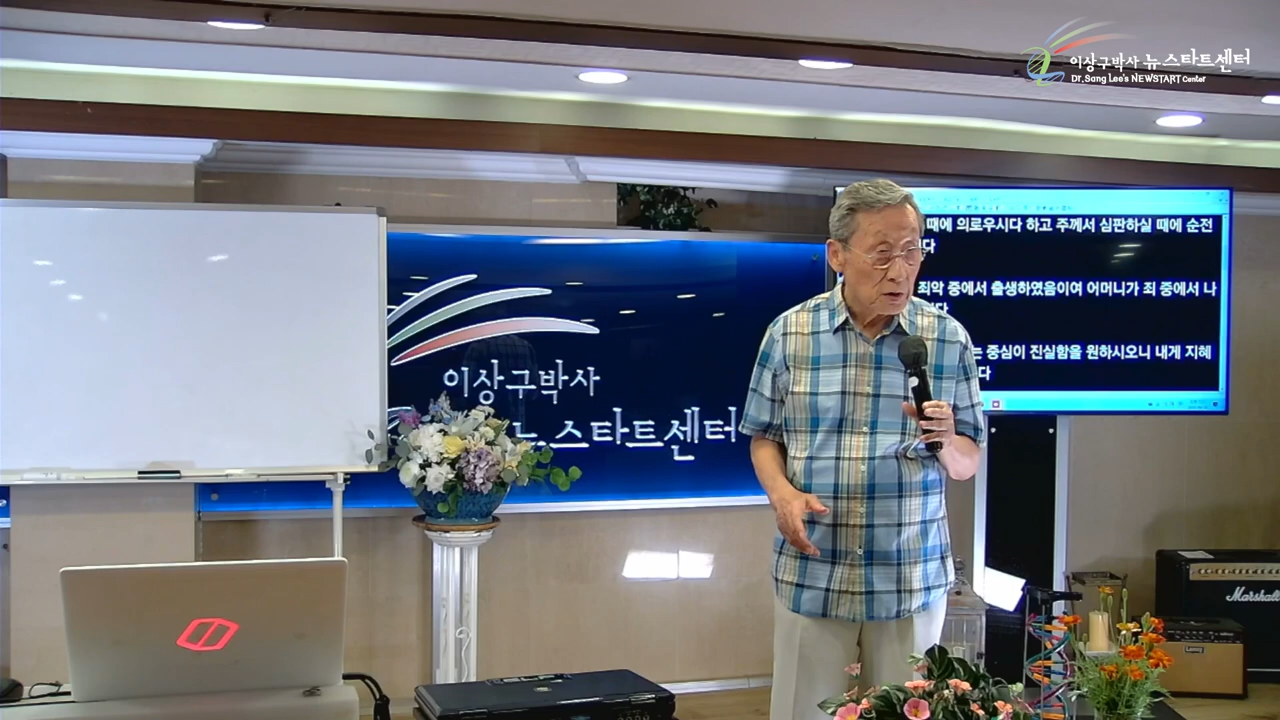 이상구박사 뉴스타트센터
Dr. Sang Lee's NEWSTART Center
때에 의로우시다 하고 주께서 심판하실 때에 순전
다
죄악 중에서 출생하였음이여 어머니가 죄 중에서 나
다
는 중심이 진실함을 원하시오니 내게 지혜
다
이상구박사
뉴스타트센터
Marshall
Laney